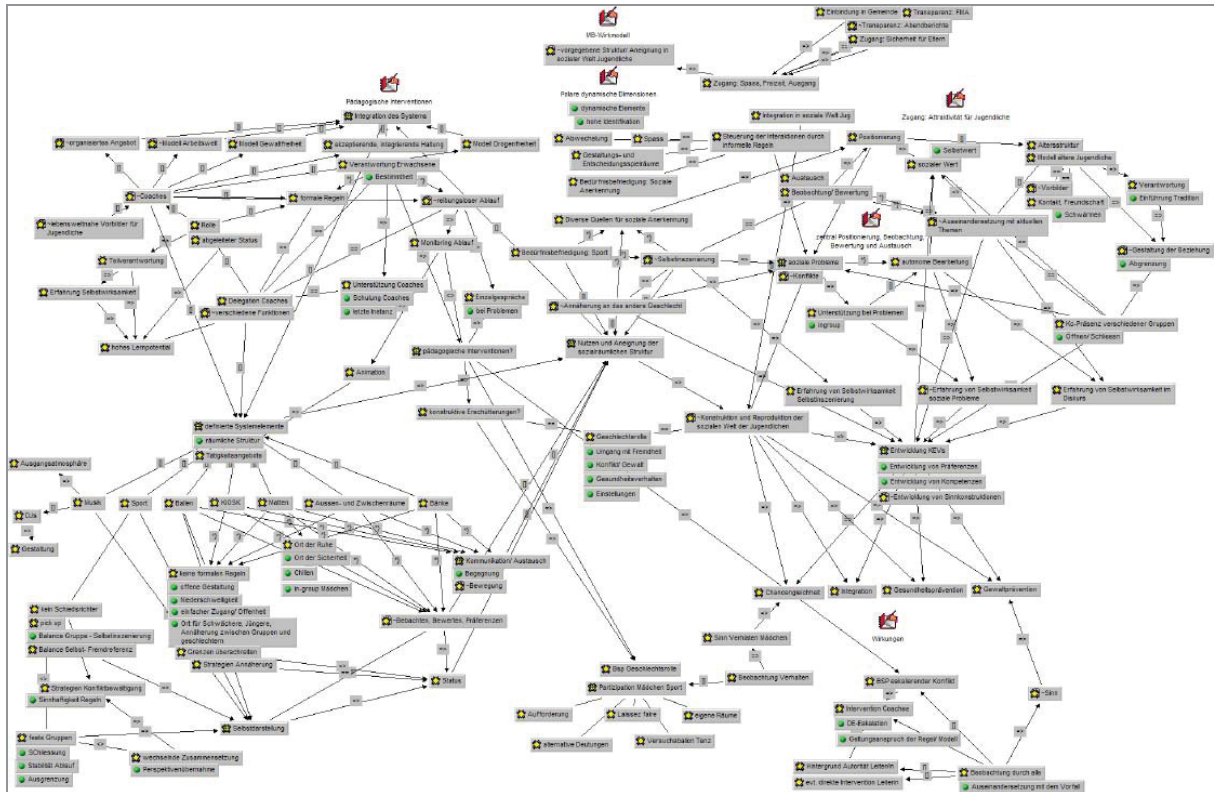 Einbindung in Gemeinde
Transparenz: FMA
~Transparenz: Abendberichte
Zugang: Sicherheit für Eltern
MB-Wirkmodell
~vorgegebene Struktur/ Aneignung in
sozialer Welt Jugendliche
Zugang: Spass, Freizeit, Ausgang
Pädagogische Interventionen
Integration des Systems
~organisiertes Angebot
~Modell Arbeitswelt
Modell Gewaltfreiheit
akzeptierende, integrierende Haltung
Model Drogenfreiheit
Verantwortung Erwachsene
Bestimmtheit
~Coaches
formale Regeln
~reibungsloser Ablauf
~lebensweltnahe Vorbilder für
Jugendliche
Rolle
abgeleiteter Status
Monitoring Ablauf
Teilverantwortung
Erfahrung Selbstwirksamkeit
Delegation Coaches
~verschiedene Funktionen
Unterstützung Coaches
Schulung Coaches
letzte Instanz
Einzelgespräche
bei Problemen
hohes Lernpotential
pädagogische Interventionen?
Animation
konstruktive Erschütterungen?
Polare dynamische Dimensionen
dynamische Elemente
hohe Identifikation
Abwechslung
Spass
Gestaltungs- und
Entscheidungsspielräume
Bedürfnisbefriedigung: Soziale
Anerkennung
Integration in soziale Welt Jug
Steuerung der Interaktionen durch
informelle Regeln
Austausch
Beobachtung/ Bewertung
Positionierung
Selbstwert
sozialer Wert
Zugang: Attraktivität für Jugendliche
Altersstruktur
Modell ältere Jugendliche
~Vorbilder
Kontakt, Freundschaft
Schwärmen
Verantwortung
Einführung Tradition
~Gestaltung der Beziehung
Abgrenzung
Diverse Quellen für soziale Anerkennung
~Auseinandersetzung mit aktuellen
Themen
zentral Positionierung, Beobachtung,
Bewertung und Austausch
Bedürfnisbefriedigung: Sport
~Selbstinszenierung
soziale Probleme
~Konflikte
autonome Bearbeitung
~Annäherung an das andere Geschlecht
Unterstützung bei Problemen
ingroup
Ko-Präsenz verschiedener Gruppen
Öffnen/ Schliessen
Nutzen und Aneignung der
sozialräumlichen Struktur
Erfahrung von Selbstwirksamkeit
Selbstinszenierung
~Erfahrung von Selbstwirksamkeit
soziale Probleme
Erfahrung von Selbstwirksamkeit im
Diskurs
~Konstruktion und Reproduktion der
sozialen Welt der Jugendlichen
definierte Systemelemente
räumliche Struktur
Tätigkeitsangebote
Geschlechtsrolle
Umgang mit Fremdheit
Konflikt/ Gewalt
Gesundheitsverhalten
Einstellungen
Entwicklung KEVs
Entwicklung von Präferenzen
Entwicklung von Kompetenzen
~Entwicklung von Sinnkonstruktionen
Ausgangsatmosphäre
Musik
Sport
Ballen
KIOSK
Matten
Aussen- und Zwischenräume
Bänke
DJs
Gestaltung
Ort der Ruhe
Ort der Sicherheit
Chillen
in-group Mädchen
Kommunikation/ Austausch
Begegnung
~Bewegung
keine formalen Regeln
offene Gestaltung
Niederschwelligkeit
einfacher Zugang/ Offenheit
Ort für Schwächere, Jüngere,
Annäherung zwischen Gruppen und
geschlechtern
Grenzen überschreiten
Strategien Annäherung
Chancengleichheit
Integration
Gesundheitsprävention
Gewaltprävention
kein Schiedsrichter
pick up
Balance Gruppe - Selbstinszenierung
Balance Selbst- Fremdreferenz
Strategien Konfliktbewältigung
Sinnhaftigkeit Regeln
Status
Selbstdarstellung
feste Gruppen
SChliessung
Stabilität Ablauf
Ausgrenzung
wechselnde Zusammensetzung
Perspektivenübernahme
Sinn Verhalten Mädchen
Beobachtung Verhalten
Bsp Geschlechtsrolle
Partizipation Mädchen Sport
Aufforderung
Laissez faire
eigene Räume
alternative Deutungen
Versuchsballen Tanz
Wirkungen
BSP eskalierender Konflikt
~Sinn
Intervention Coaches
DE-Eskalation
Geltungsanspruch der Regel/ Modell
Hintergrund Autorität LeiterIn
evt. direkte Intervention LeiterIn
Beobachtung durch alle
Auseinandersetzung mit dem Vorfall